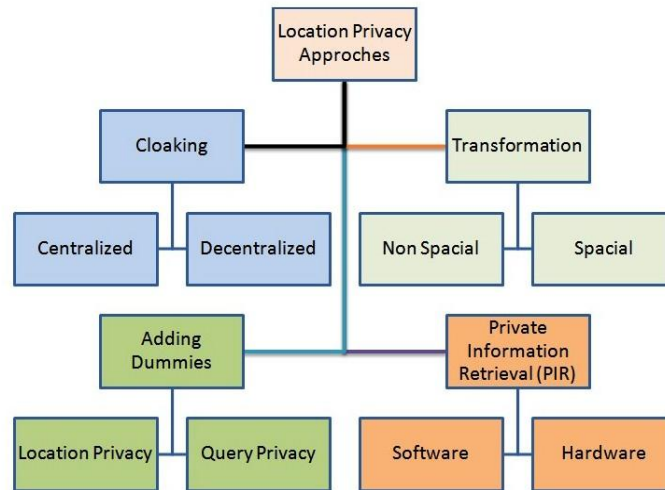 Location Privacy
Approches
Cloaking
Transformation
Centralized
Decentralized
Non Spacial
Spacial
Adding
Dummies
Private
Information
Retrieval (PIR)
Location Privacy
Query Privacy
Software
Hardware